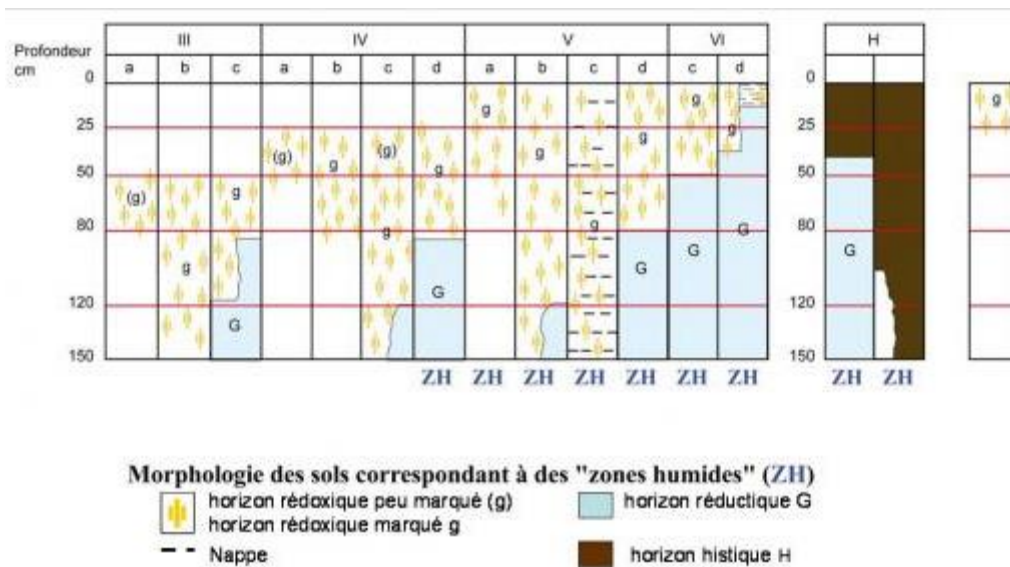 III IV V VI H
Profondeur
cm
a b c a b c d a b c d c d
0 0
g g (g) g g g
25 25
(g) g (g) g g g g
50 50
(g) g g
80 80
g g g G G G G G
120 120
G
150 150
ZH ZH ZH ZH ZH ZH ZH ZH ZH
Morphologie des sols correspondant à des "zones humides" (ZH)
horizon rédoxique peu marqué (g)
horizon rédoxique marqué g
Nappe
horizon réductique G
horizon histique H